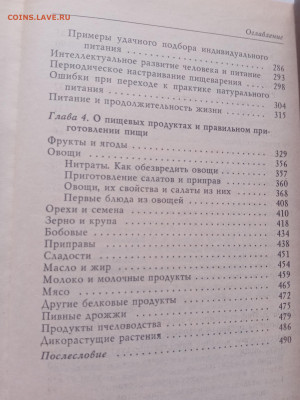 COINS.LAVE.RU
Оглавление
Примеры удачного подбора индивидуального
питания 286
Интеллектуальное развитие человека и питание 293
Периодическое настраивание пищеварения 298
Ошибки при переходе к практике натурального
питания 304
Питание и продолжительность жизни 315
Глава 4. О пищевых продуктах и правильном при-
готовлении пищи
Фрукты и ягоды 329
Овощи 356
Нитраты. Как обезвредить овощи 357
Приготовление салатов и приправ 360
Овощи, их свойства и салаты из них 368
Первые блюда из овощей 408
Орехи и семена 410
Зерно и крупа 418
Бобовые 434
Приправы 438
Сладости 451
Масло и жир 454
Молоко и молочные продукты 459
Мясо
Другие белковые продукты 472
Пивные дрожжи 475
Продукты пчеловодства 479
Дикорастущие растения 486
Послесловие 490